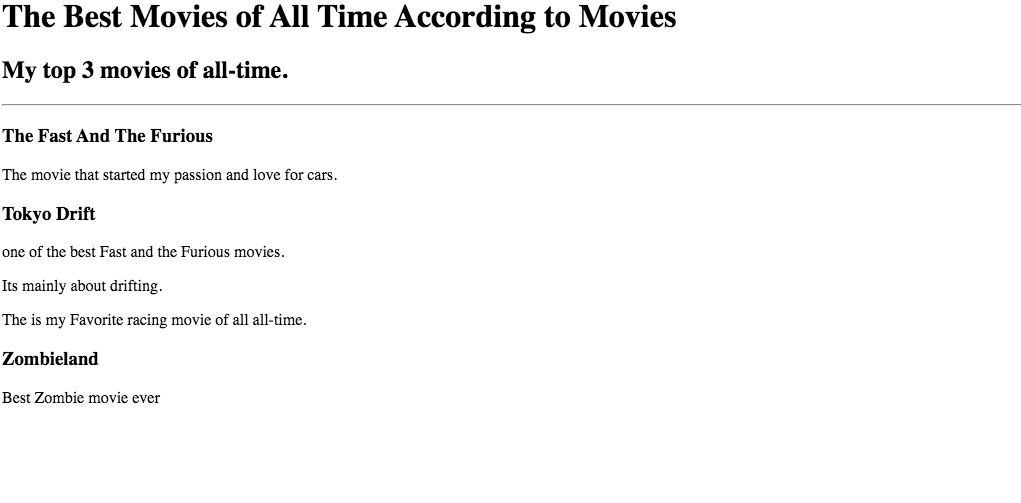 The Best Movies of All Time According to Movies
My top 3 movies of all-time.
The Fast And The Furious
The movie that started my passion and love for cars.
Tokyo Drift
one of the best Fast and the Furious movies.
Its mainly about drifting.
The is my Favorite racing movie of all all-time.
Zombieland
Best Zombie movie ever